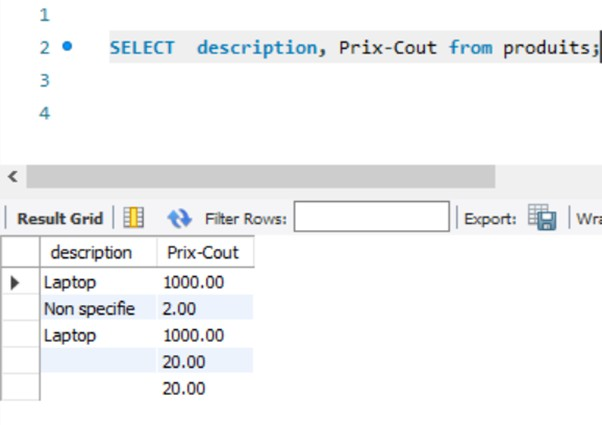 1
2 SELECT description, Prix-Cout from produits;
3
4
Result Grid Filter Rows: Export: Wra
description Prix-Cout
Laptop 1000.00
Non specifie 2.00
Laptop 1000.00
20.00
20.00